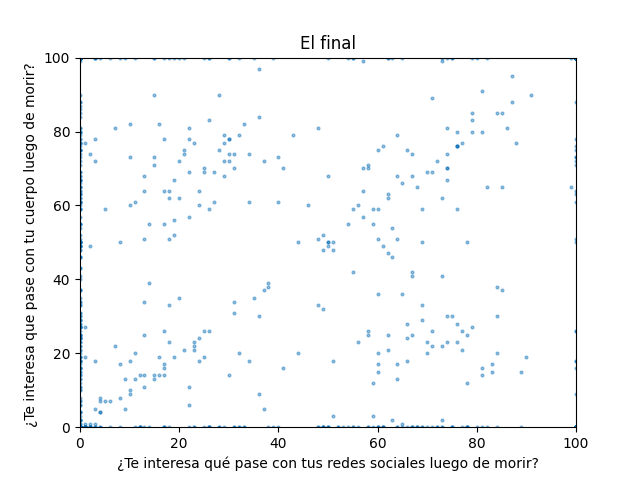 El final
100
80
60
40
20
0
¿Te interesa que pase con tu cuerpo luego de morir?
0 20 40 60 80 100
¿Te interesa qué pase con tus redes sociales luego de morir?